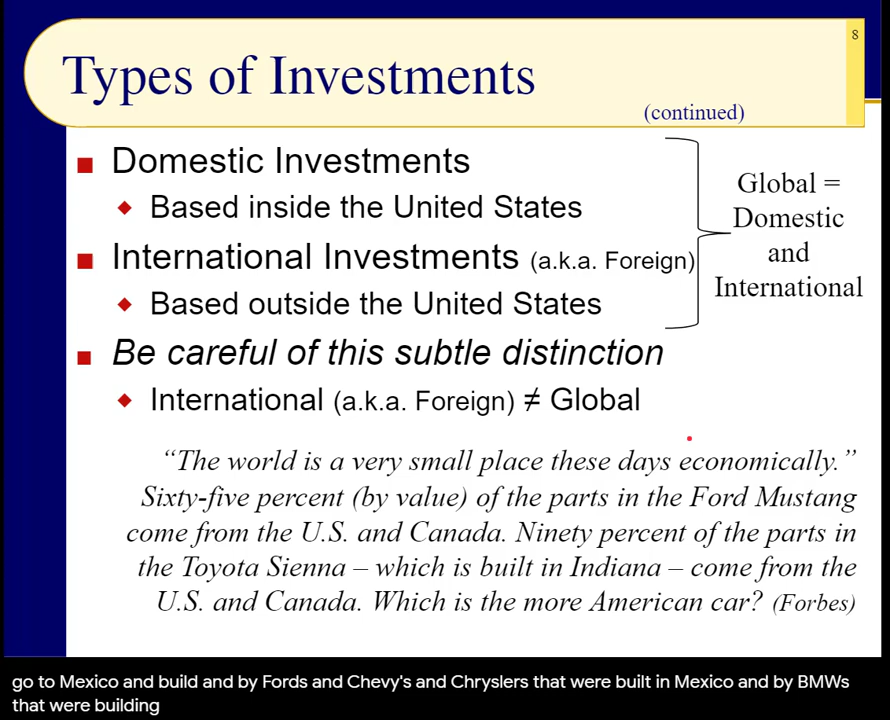 8
Types of Investments
(continued)
Domestic Investments
Based inside the United States
International Investments (a.k.a. Foreign)
Based outside the United States
Global =
Domestic
and
International
Be careful of this subtle distinction
International (a.k.a. Foreign) ≠ Global
“The world is a very small place these days economically.”
Sixty-five percent (by value) of the parts in the Ford Mustang
come from the U.S. and Canada. Ninety percent of the parts in
the Toyota Sienna – which is built in Indiana – come from the
U.S. and Canada. Which is the more American car? (Forbes)
go to Mexico and build and by Fords and Chevy's and Chryslers that were built in Mexico and by BMWs
that were building